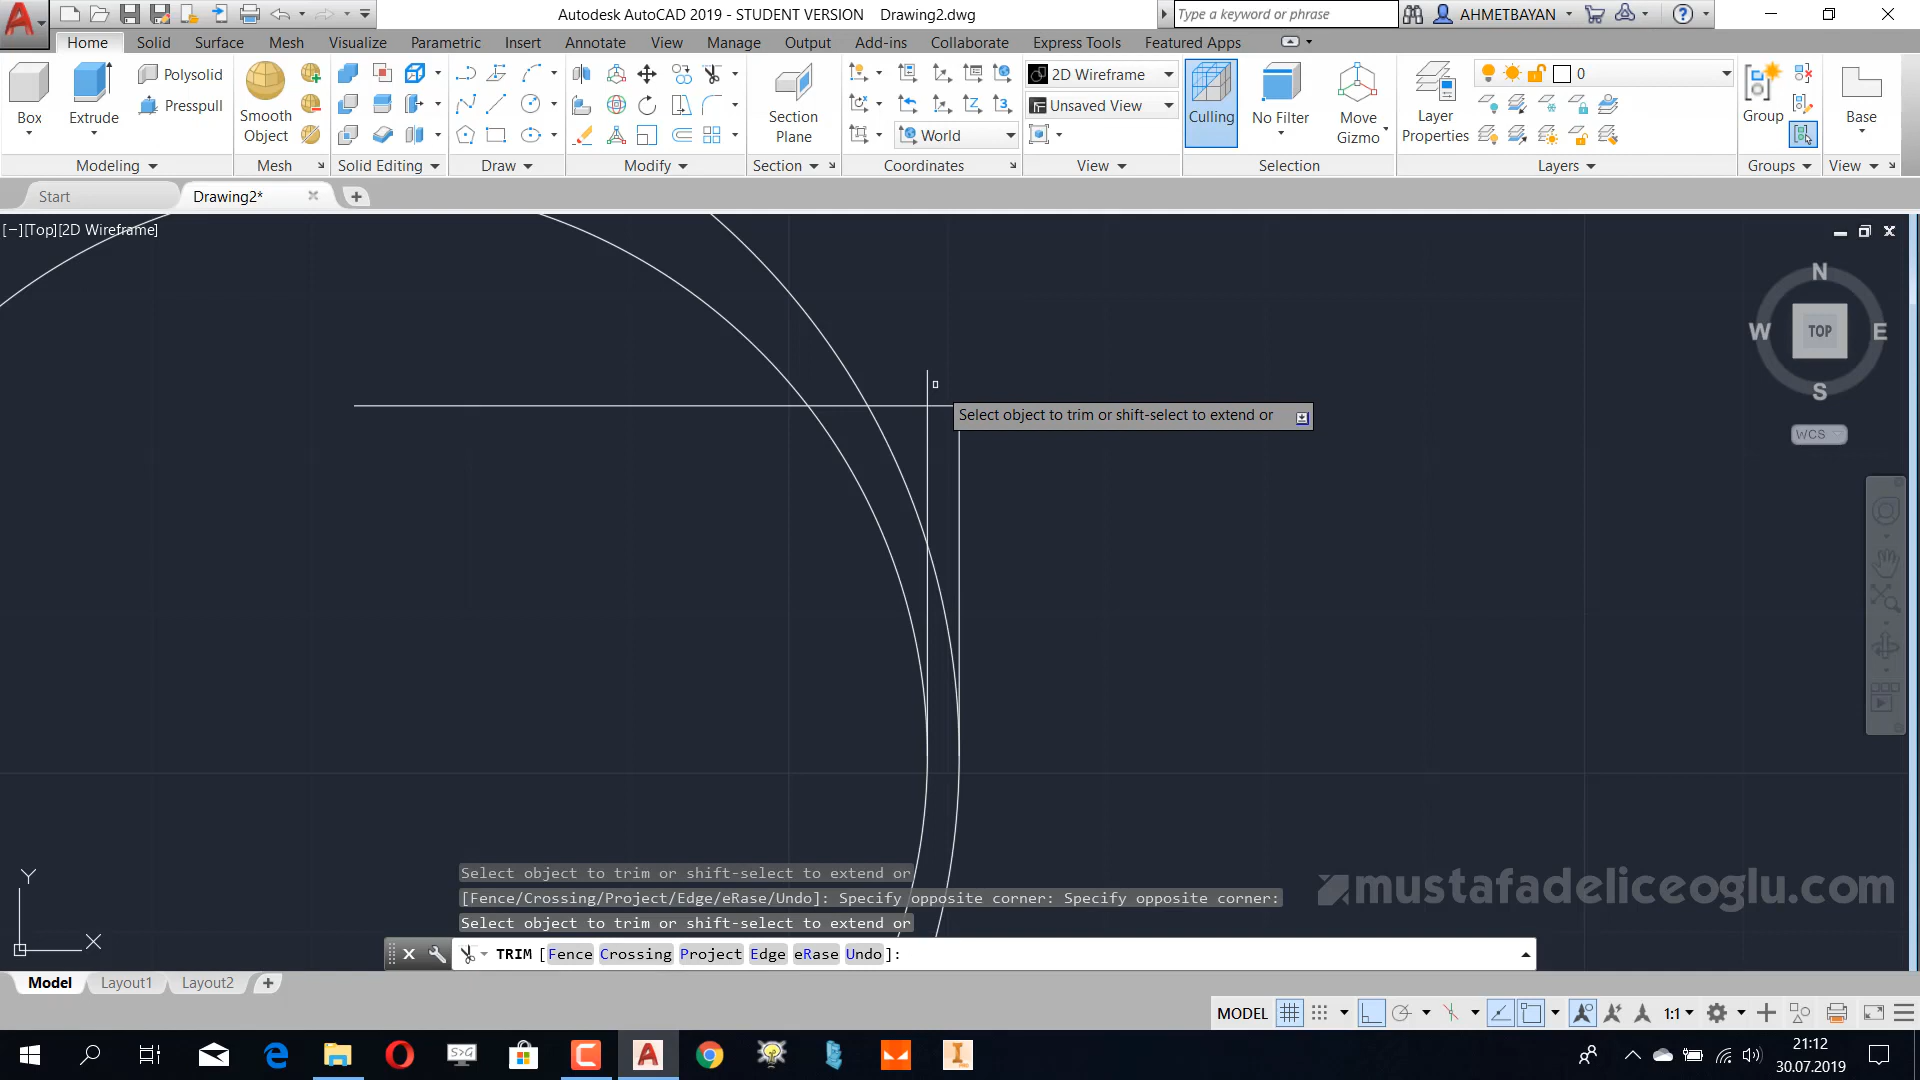 Autodesk AutoCAD 2019 - STUDENT VERSION Drawing2.dwg
Type a keyword or phrase
AHMETBAYAN
Home Solid Surface Mesh Visualize Parametric Insert Annotate View Manage Output Add-ins Collaborate Express Tools Featured Apps
Box
Extrude
Polysolid
Presspull
Smooth
Object
Section
Plane
World
2D Wireframe
Unsaved View
Culling
No Filter
Move
Gizmo
Layer
Properties
0
Group
Base
Modeling Mesh Solid Editing Draw Modify Section Coordinates View Selection Layers Groups View
Start Drawing2*
[−][Top][2D Wireframe]
N
W TOP E
S
WCS
Select object to trim or shift-select to extend or
Y
X
Select object to trim or shift-select to extend or
[Fence/Crossing/Project/Edge/eRase/Undo]: Specify opposite corner: Specify opposite corner:
Select object to trim or shift-select to extend or
TRIM [Fence Crossing Project Edge eRase Undo]:
mustafadeliceoglu.com
Model Layout1 Layout2
MODEL 1:1
S>G
21:12
30.07.2019